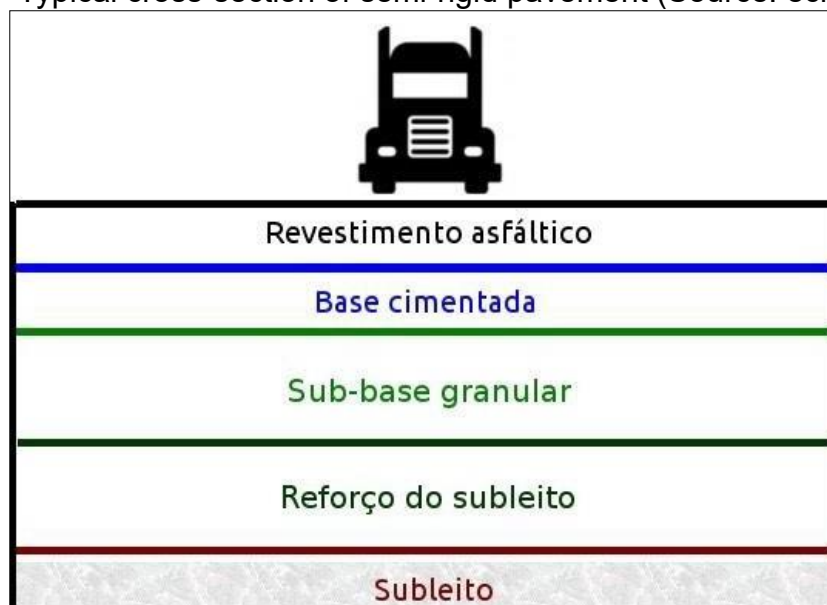 Typical cross-section of semi-rigid pavement (Source:
Revestimento asfáltico
Base cimentada
Sub-base granular
Reforço do subleito
Subleito